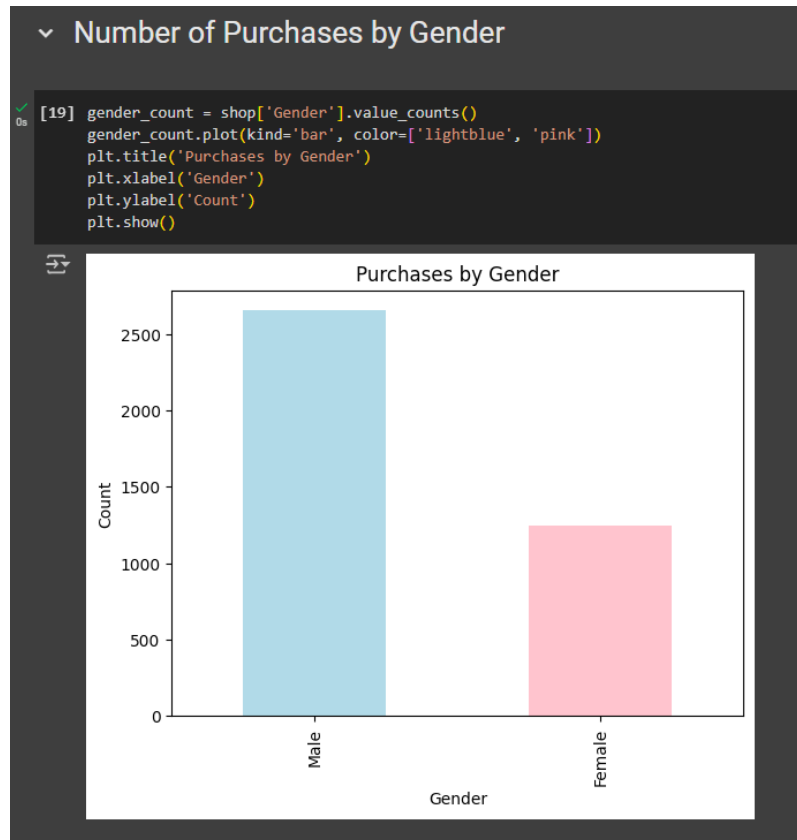 Number of Purchases by Gender
0s
[19] gender_count = shop['Gender'].value_counts()
gender_count.plot(kind='bar', color=['lightblue', 'pink'])
plt.title('Purchases by Gender')
plt.xlabel('Gender')
plt.ylabel('Count')
plt.show()
Purchases by Gender
2500
2000
1500
1000
500
0
Count
Male
Female
Gender